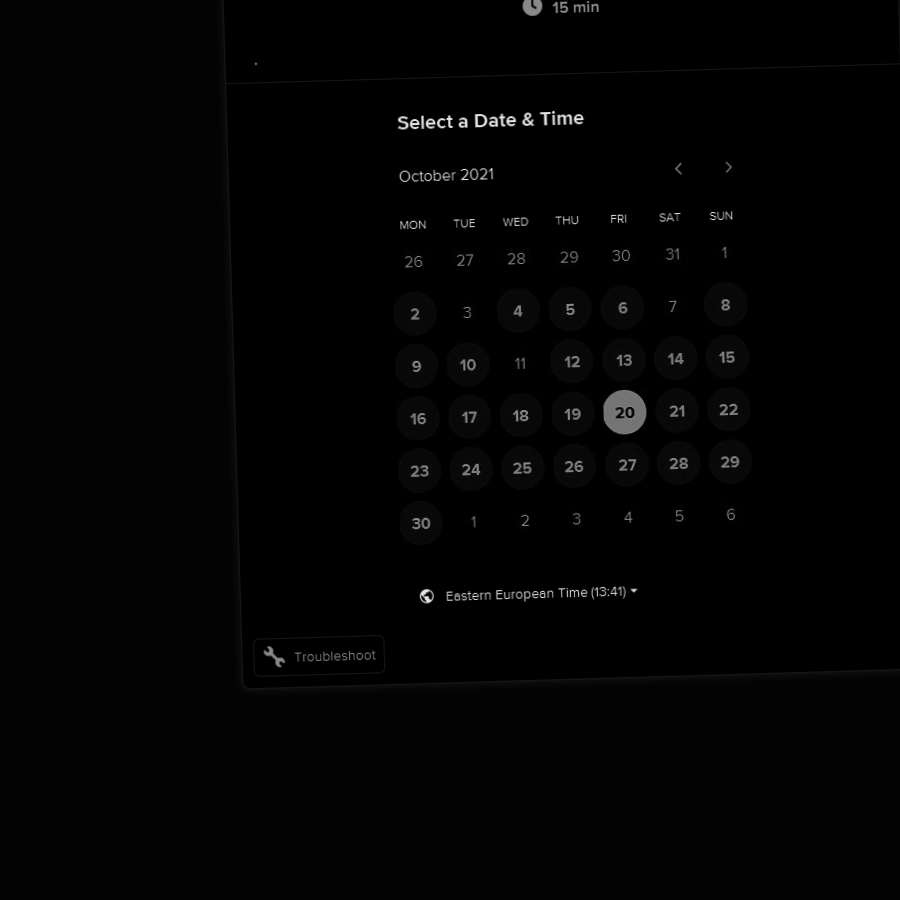 15 min
Select a Date & Time
October 2021
MON TUE WED THU FRI SAT SUN
26 27 28 29 30 31 1
2 3 4 5 6 7 8
9 10 11 12 13 14 15
16 17 18 19 20 21 22
23 24 25 26 27 28 29
30 1 2 3 4 5 6
Eastern European Time (13:41)
Troubleshoot